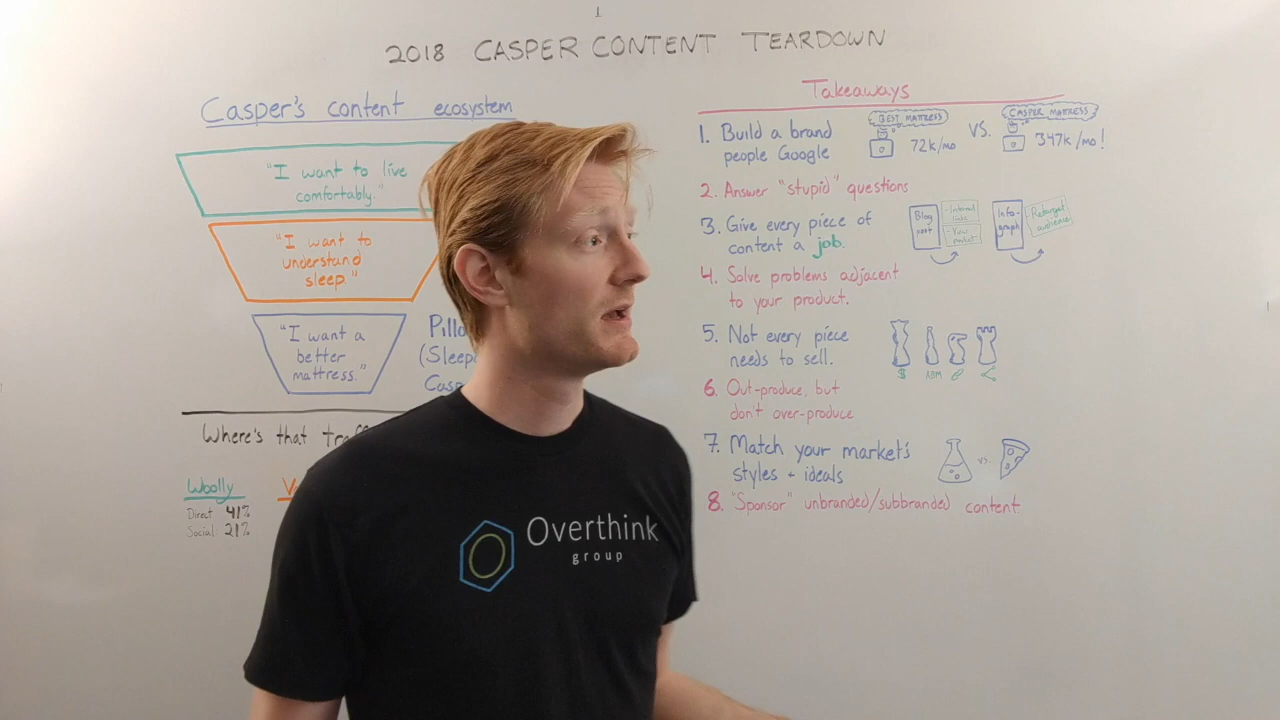 2018 CASPER CONTENT TEARDOWN
Casper's content ecosystem
"I want to live
comfortably."
"I want to
understand
sleep."
"I want a
better
mattress."
Where's that
Woolly
Direct: 41%
Social: 21%
Overthink
group
Takeaways
1. Build a brand
people Google
BEST MATTRESS
72k/mo
VS.
CASPER MATTRESS
347k/mo!
2. Answer "stupid" questions
3. Give every piece of
content a job.
Blog
post
- Internal
links
- View
product
Info-
graph
- Retarget
audience
4. Solve problems adjacent
to your product.
5. Not every piece
needs to sell.
$
6. Out-produce, but
don't over-produce
7. Match your market's
styles + ideals
vs.
8. "Sponsor" unbranded/subbranded content.